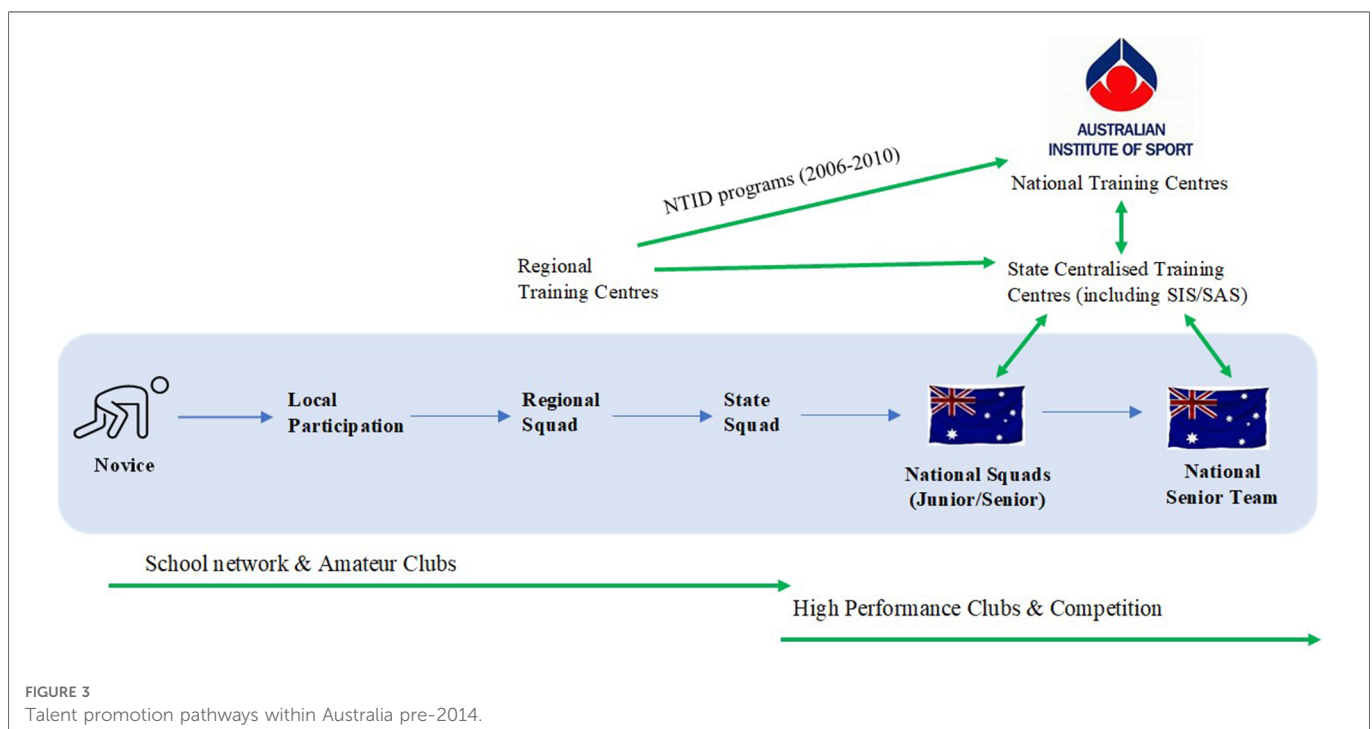 AUSTRALIAN
INSTITUTE OF SPORT
National Training Centres
NTID programs (2006-2010)
Regional
Training Centres
State Centralised Training
Centres (including SIS/SAS)
Novice
Local
Participation
Regional
Squad
State
Squad
National Squads
(Junior/Senior)
National
Senior Team
School network & Amateur Clubs
High Performance Clubs & Competition
FIGURE 3
Talent promotion pathways within Australia pre-2014.